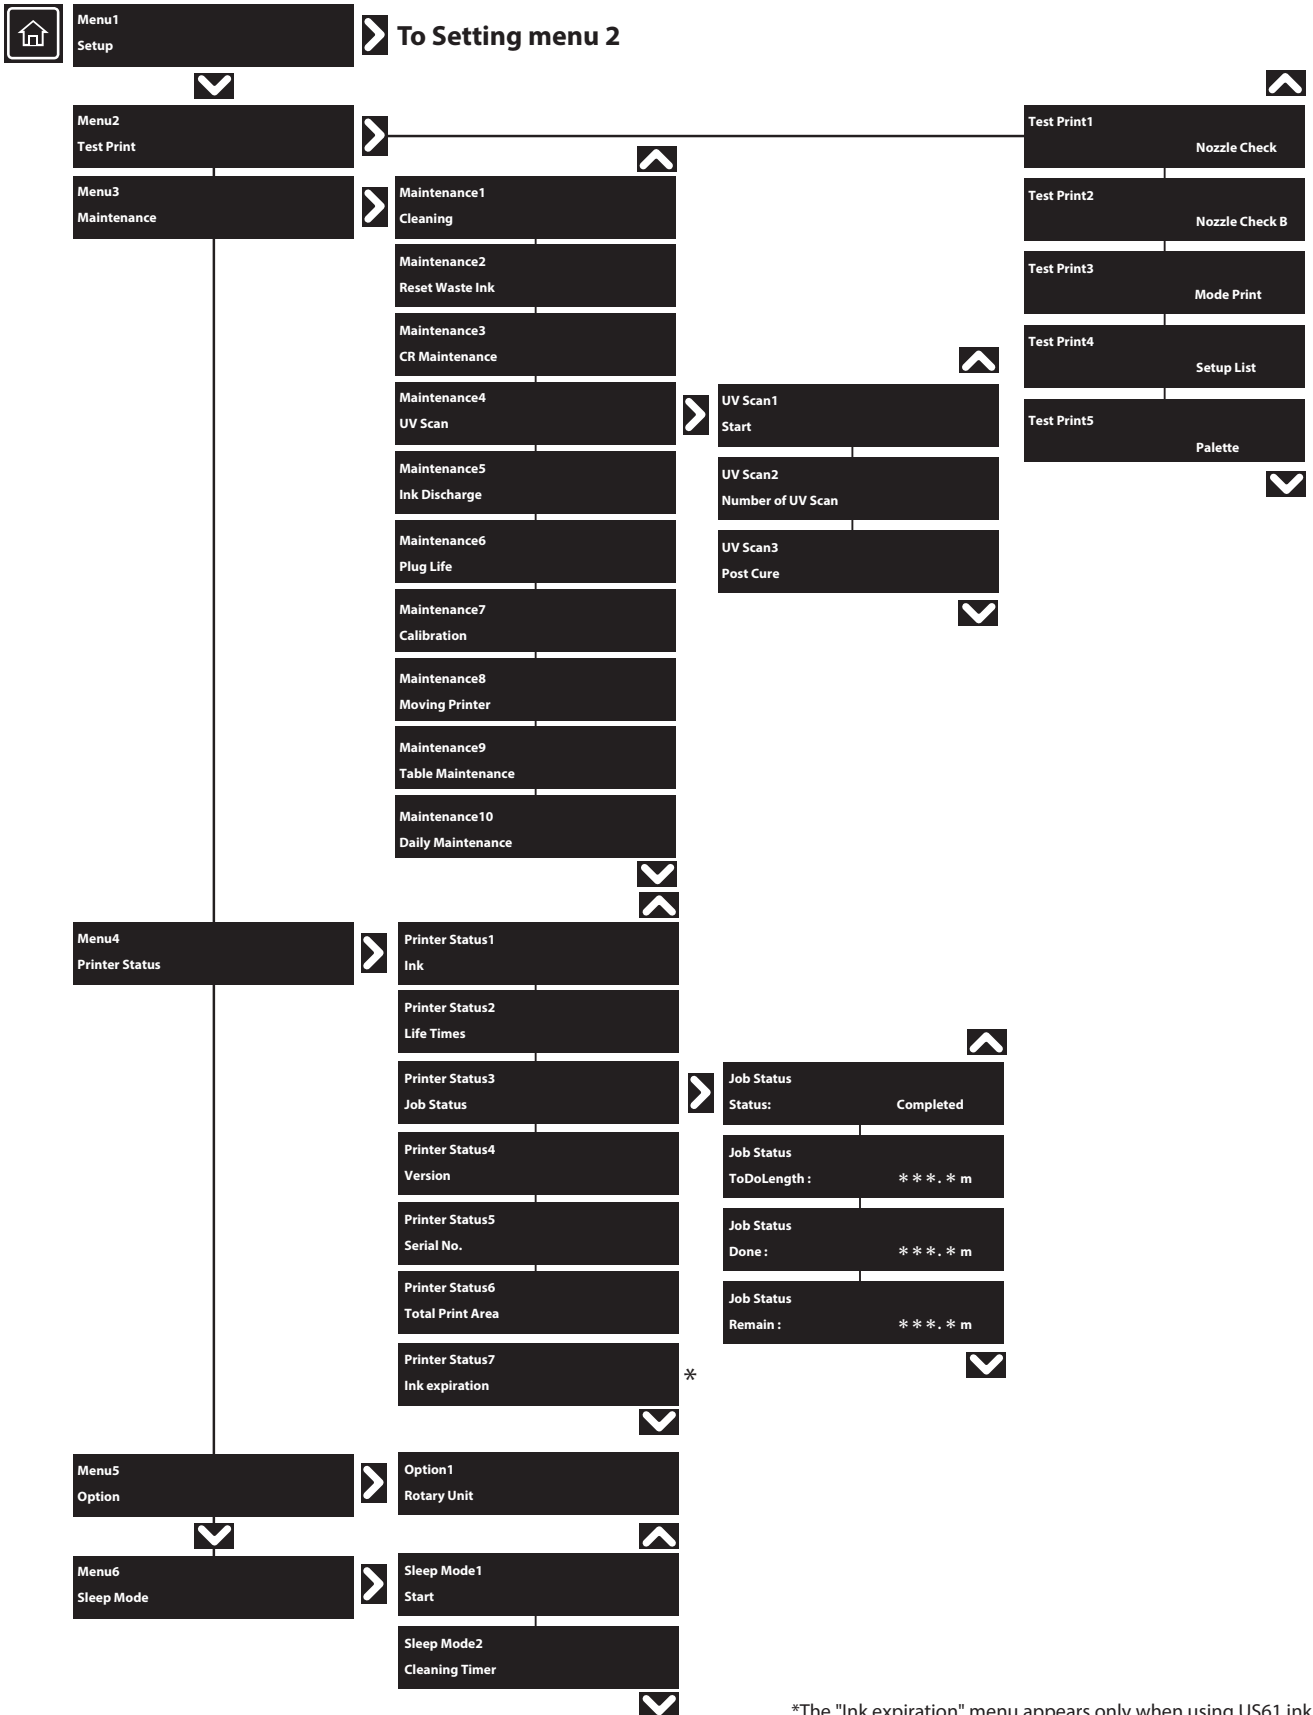 Menu1
Setup
To Setting menu 2
Menu2
Test Print
Test Print1
Nozzle Check
Test Print2
Nozzle Check B
Test Print3
Mode Print
Test Print4
Setup List
Test Print5
Palette
Menu3
Maintenance
Maintenance1
Cleaning
Maintenance2
Reset Waste Ink
Maintenance3
CR Maintenance
Maintenance4
UV Scan
UV Scan1
Start
UV Scan2
Number of UV Scan
UV Scan3
Post Cure
Maintenance5
Ink Discharge
Maintenance6
Plug Life
Maintenance7
Calibration
Maintenance8
Moving Printer
Maintenance9
Table Maintenance
Maintenance10
Daily Maintenance
Menu4
Printer Status
Printer Status1
Ink
Printer Status2
Life Times
Printer Status3
Job Status
Job Status
Status: Completed
Job Status
ToDoLength : ***.* m
Job Status
Done : ***.* m
Job Status
Remain : ***.* m
Printer Status4
Version
Printer Status5
Serial No.
Printer Status6
Total Print Area
Printer Status7
Ink expiration
*
Menu5
Option
Option1
Rotary Unit
Menu6
Sleep Mode
Sleep Mode1
Start
Sleep Mode2
Cleaning Timer
*The "Ink expiration" menu appears only when using US61 ink